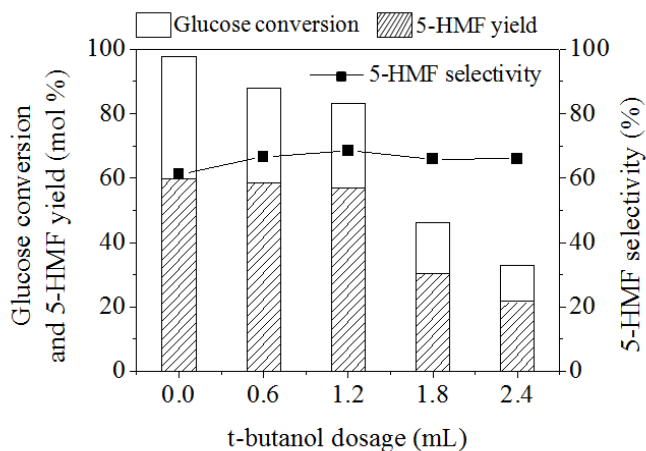 Glucose conversion
5-HMF yield
5-HMF selectivity
Glucose conversion
and 5-HMF yield (mol %)
100
80
60
40
20
0
100
80
60
40
20
0
5-HMF selectivity (%)
0.0 0.6 1.2 1.8 2.4
t-butanol dosage (mL)